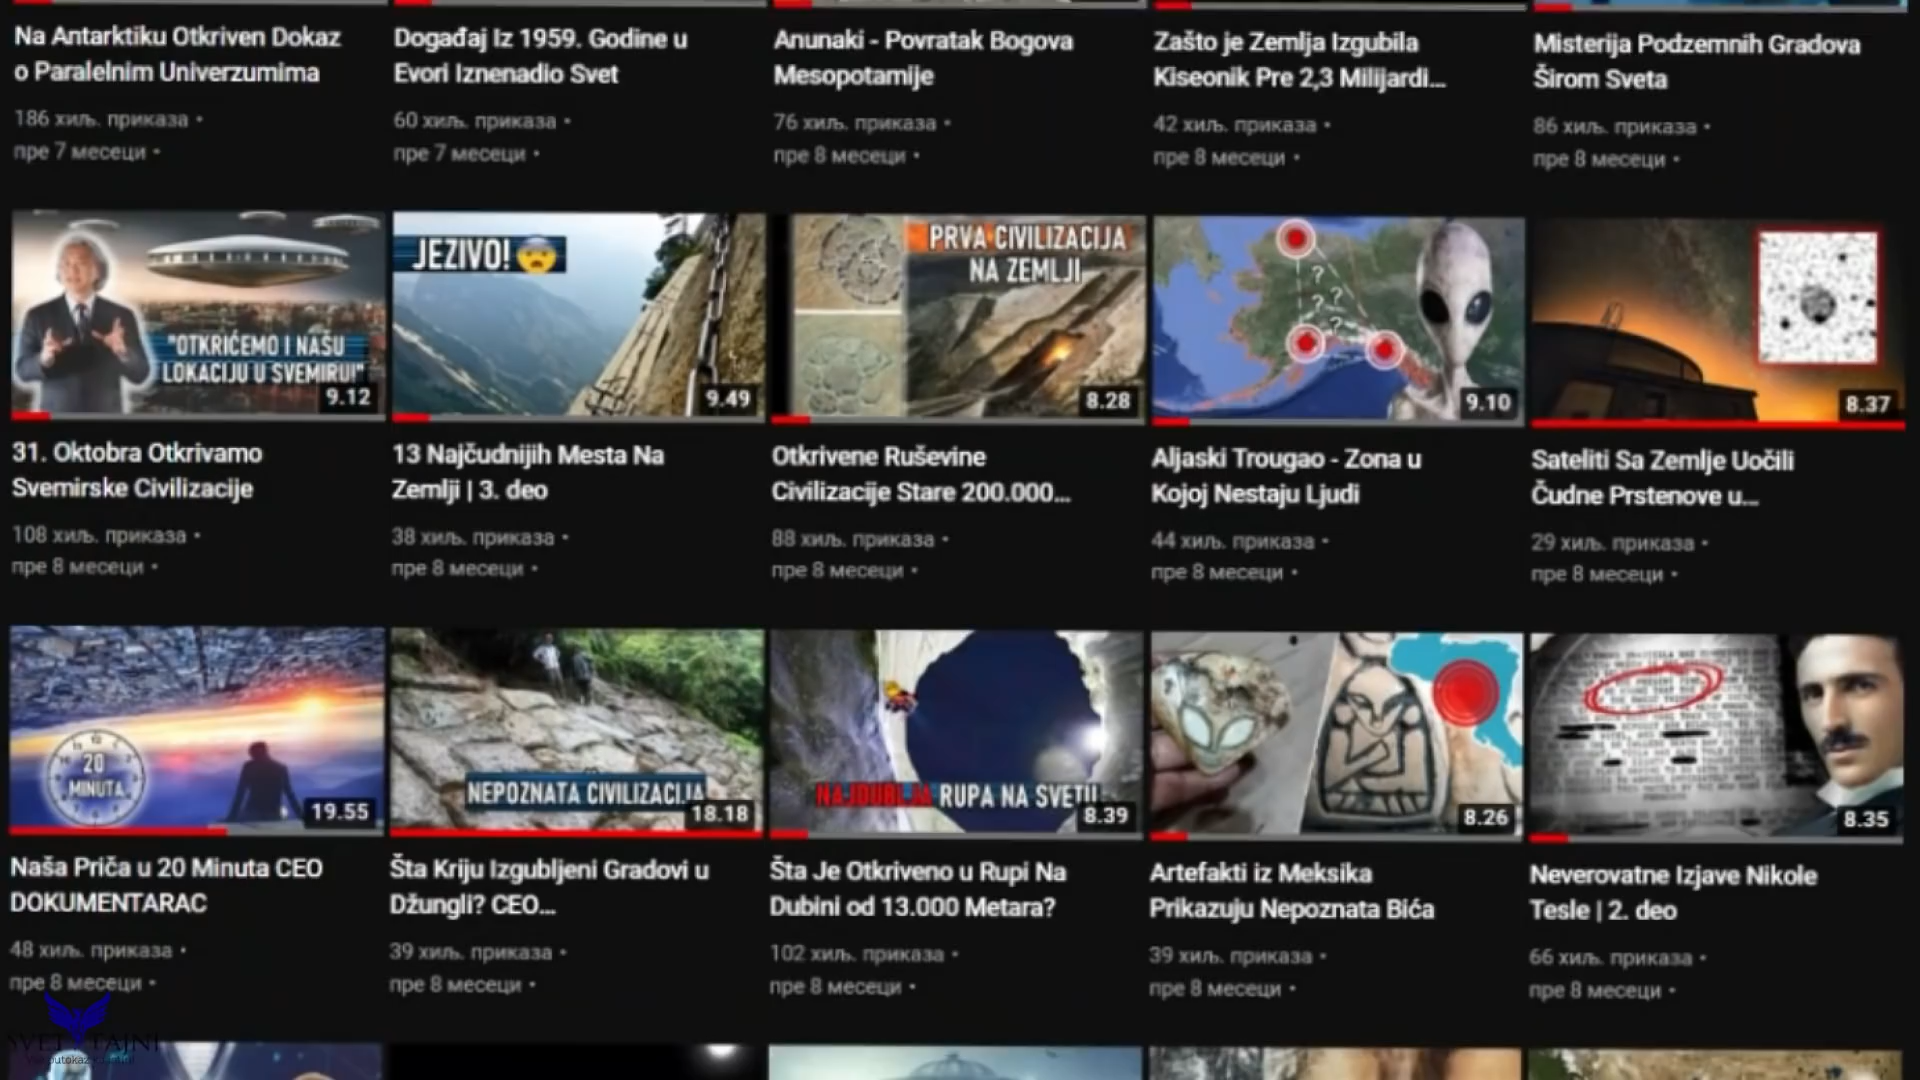 Na Antarktiku Otkriven Dokaz
o Paralelnim Univerzumima
186 хиљ. приказа •
пре 7 месеци •
Događaj Iz 1959. Godine u
Evori Iznenadio Svet
60 хиљ. приказа •
пре 7 месеци •
Anunaki - Povratak Bogova
Mesopotamije
76 хиљ. приказа •
пре 8 месеци •
Zašto je Zemlja Izgubila
Kiseonik Pre 2,3 Milijardi...
42 хиљ. приказа •
пре 8 месеци •
Misterija Podzemnih Gradova
Širom Sveta
86 хиљ. приказа •
пре 8 месеци •
"OTKRIĆEMO I NAŠU
LOKACIJU U SVEMIRU!"
9.12
31. Oktobra Otkrivamo
Svemirske Civilizacije
108 хиљ. приказа •
пре 8 месеци •
JEZIVO!
9.49
13 Najčudnijih Mesta Na
Zemlji | 3. deo
38 хиљ. приказа •
пре 8 месеци •
PRVA CIVILIZACIJA
NA ZEMLJI
8.28
Otkrivene Ruševine
Civilizacije Stare 200.000...
88 хиљ. приказа •
пре 8 месеци •
?
? ?
?
9.10
Aljaski Trougao - Zona u
Kojoj Nestaju Ljudi
44 хиљ. приказа •
пре 8 месеци •
8.37
Sateliti Sa Zemlje Uočili
Čudne Prstenove u...
29 хиљ. приказа •
пре 8 месеци •
20
MINUTA
19.55
Naša Priča u 20 Minuta CEO
DOKUMENTARAC
48 хиљ. приказа •
пре 8 месеци •
NEPOZNATA CIVILIZACIJA
18.18
Šta Kriju Izgubljeni Gradovi u
Džungli? CEO...
39 хиљ. приказа •
пре 8 месеци •
NAJDUBLJA RUPA NA SVETU
8.39
Šta Je Otkriveno u Rupi Na
Dubini od 13.000 Metara?
102 хиљ. приказа •
пре 8 месеци •
8.26
Artefakti iz Meksika
Prikazuju Nepoznata Bića
39 хиљ. приказа •
пре 8 месеци •
8.35
Neverovatne Izjave Nikole
Tesle | 2. deo
66 хиљ. приказа •
пре 8 месеци •
SVET TAJNI